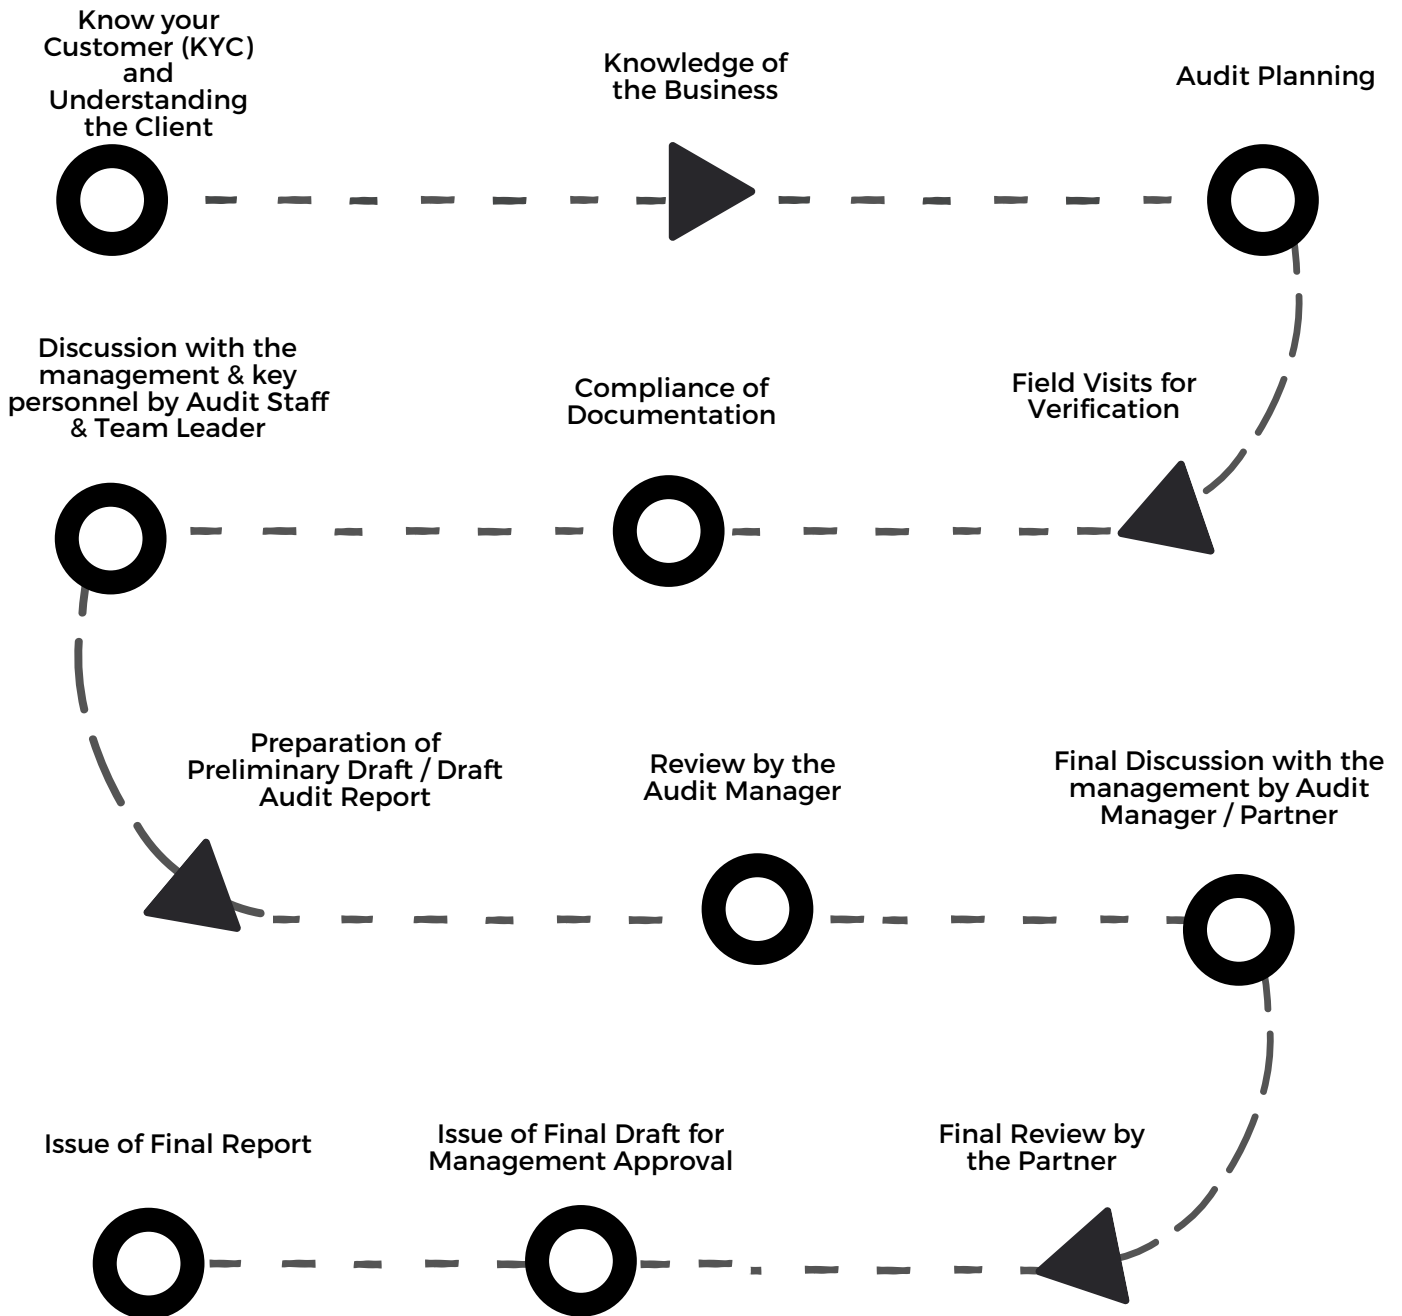 Know your
Customer (KYC)
and
Understanding
the Client
Knowledge of
the Business
Audit Planning
Field Visits for
Verification
Compliance of
Documentation
Discussion with the
management & key
personnel by Audit Staff
& Team Leader
Preparation of
Preliminary Draft / Draft
Audit Report
Review by the
Audit Manager
Final Discussion with the
management by Audit
Manager / Partner
Final Review by
the Partner
Issue of Final Draft for
Management Approval
Issue of Final Report